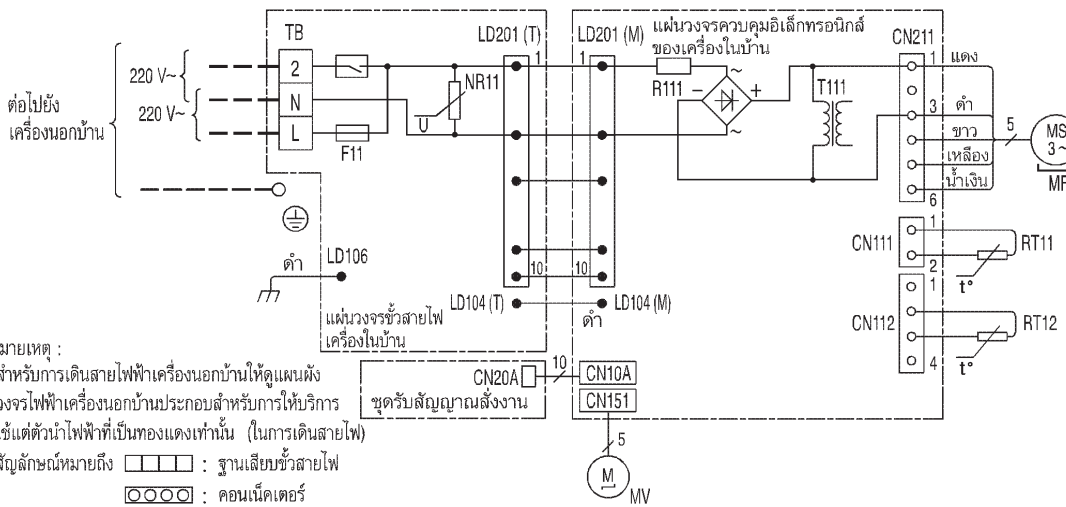 TB
LD201 (T)
LD201 (M)
แผ่นวงจรควบคุมอิเล็กทรอนิกส์
ของเครื่องในบ้าน
CN211
220 V~
220 V~
ต่อไปยัง
เครื่องนอกบ้าน
2
N
L
F11
NR11
U
1
1
R111
~
−
+
~
T111
1
3
6
แดง
ดำ
ขาว
เหลือง
น้ำเงิน
5
MS
3~
CN111
1
2
RT11
t°
CN112
1
4
RT12
t°
ดำ
LD106
10
10
LD104 (T)
LD104 (M)
ดำ
แผ่นวงจรขั้วสายไฟ
เครื่องในบ้าน
CN20A
10
CN10A
CN151
ชุดรับสัญญาณสั่งงาน
5
M
MV
มายเหตุ :
สำหรับการเดินสายไฟฟ้าเครื่องนอกบ้านให้ดูแผนผัง
วงจรไฟฟ้าเครื่องนอกบ้านประกอบสำหรับการให้บริการ
ช้แต่ตัวนำไฟฟ้าที่เป็นทองแดงเท่านั้น (ในการเดินสายไฟ)
สัญลักษณ์หมายถึง : ฐานเสียบขั้วสายไฟ
: คอนเน็คเตอร์